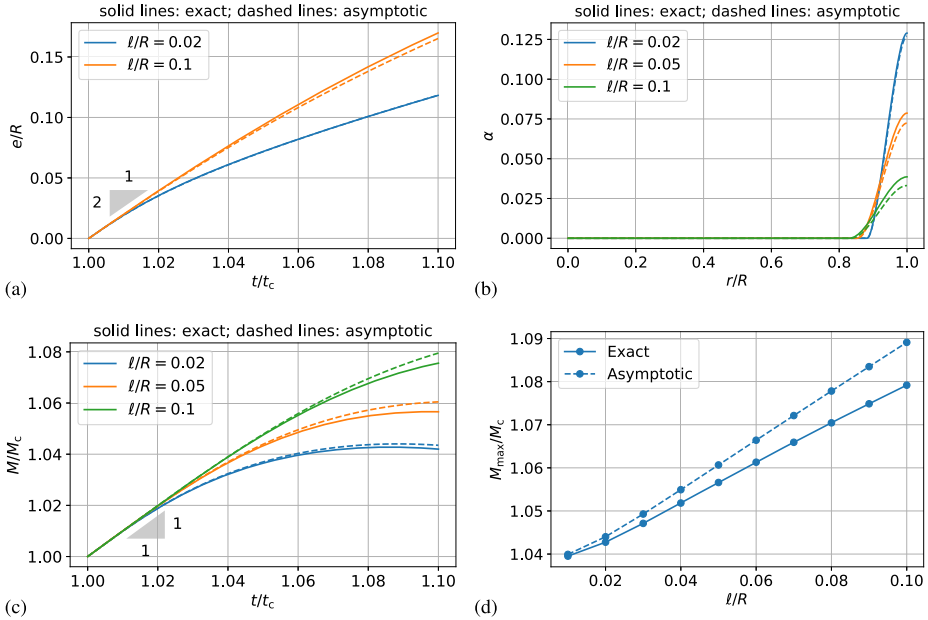 solid lines: exact; dashed lines: asymptotic
ℓ/R = 0.02
ℓ/R = 0.1
0.15
0.10
0.05
0.00
e/R
1
2
1.00 1.02 1.04 1.06 1.08 1.10
t/t_c
(a)
solid lines: exact; dashed lines: asymptotic
ℓ/R = 0.02
ℓ/R = 0.05
ℓ/R = 0.1
0.125
0.100
0.075
0.050
0.025
0.000
α
0.0 0.2 0.4 0.6 0.8 1.0
r/R
(b)
solid lines: exact; dashed lines: asymptotic
ℓ/R = 0.02
ℓ/R = 0.05
ℓ/R = 0.1
1.08
1.06
1.04
1.02
1.00
M/M_c
1
1
1.00 1.02 1.04 1.06 1.08 1.10
t/t_c
(c)
Exact
Asymptotic
1.09
1.08
1.07
1.06
1.05
1.04
M_max/M_c
0.02 0.04 0.06 0.08 0.10
ℓ/R
(d)